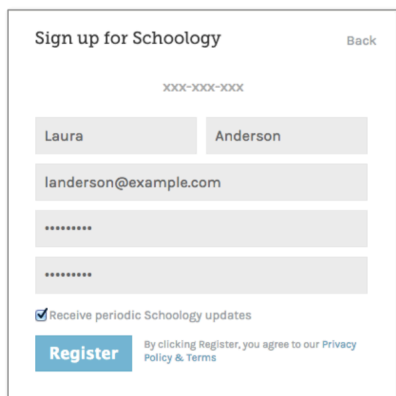 Sign up for Schoology
Back
xxx-xxx-xxx
Laura
Anderson
landerson@example.com
•••••••••
•••••••••
Receive periodic Schoology updates
Register
By clicking Register, you agree to our Privacy
Policy & Terms